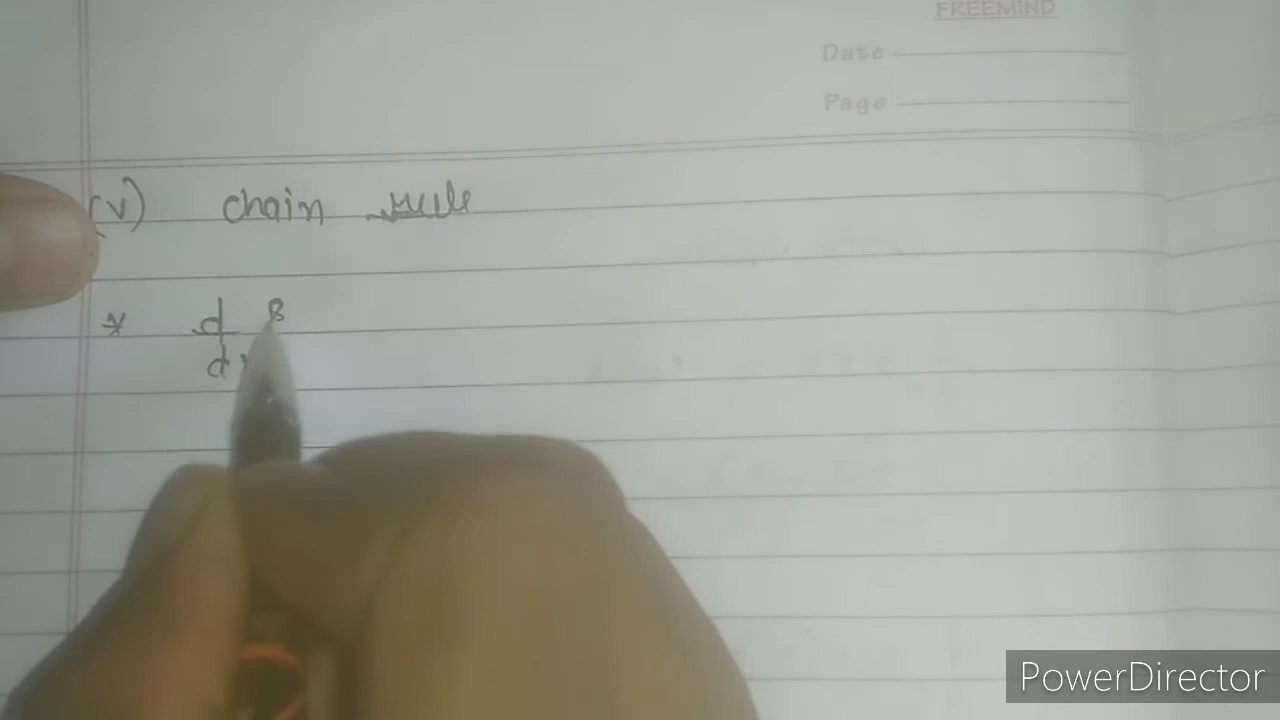 FREEMIND
Date
Page
(v) chain rule
* d
d
PowerDirector